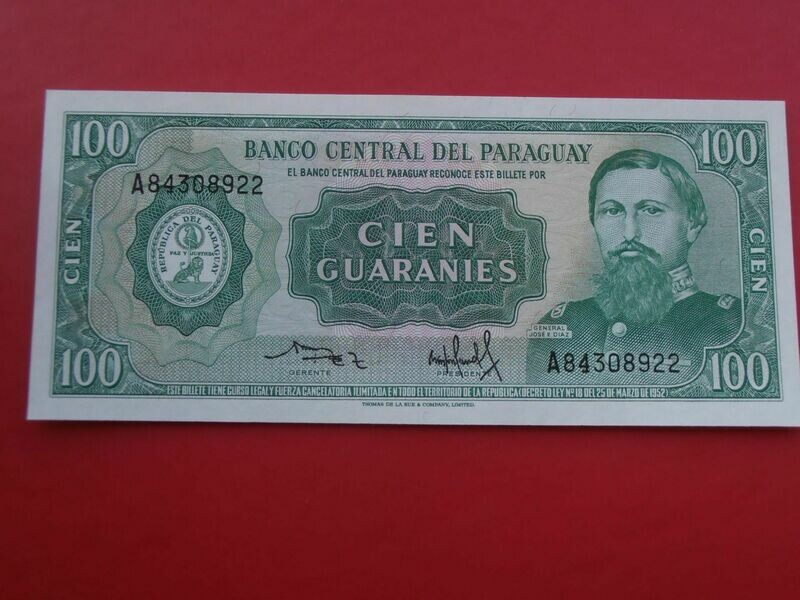 100
BANCO CENTRAL DEL PARAGUAY
100
EL BANCO CENTRAL DEL PARAGUAY RECONOCE ESTE BILLETE POR
A84308922
REPÚBLICA DEL PARAGUAY
PAZ Y JUSTICIA
CIEN
GUARANIES
CIEN
CIEN
GENERAL
JOSE E. DIAZ
A84308922
GERENTE
PRESIDENTE
100
100
ESTE BILLETE TIENE CURSO LEGAL Y FUERZA CANCELATORIA ILIMITADA EN TODO EL TERRITORIO DE LA REPUBLICA (DECRETO LEY Nº 18 DEL 25 DE MARZO DE 1952)
THOMAS DE LA RUE & COMPANY, LIMITED.